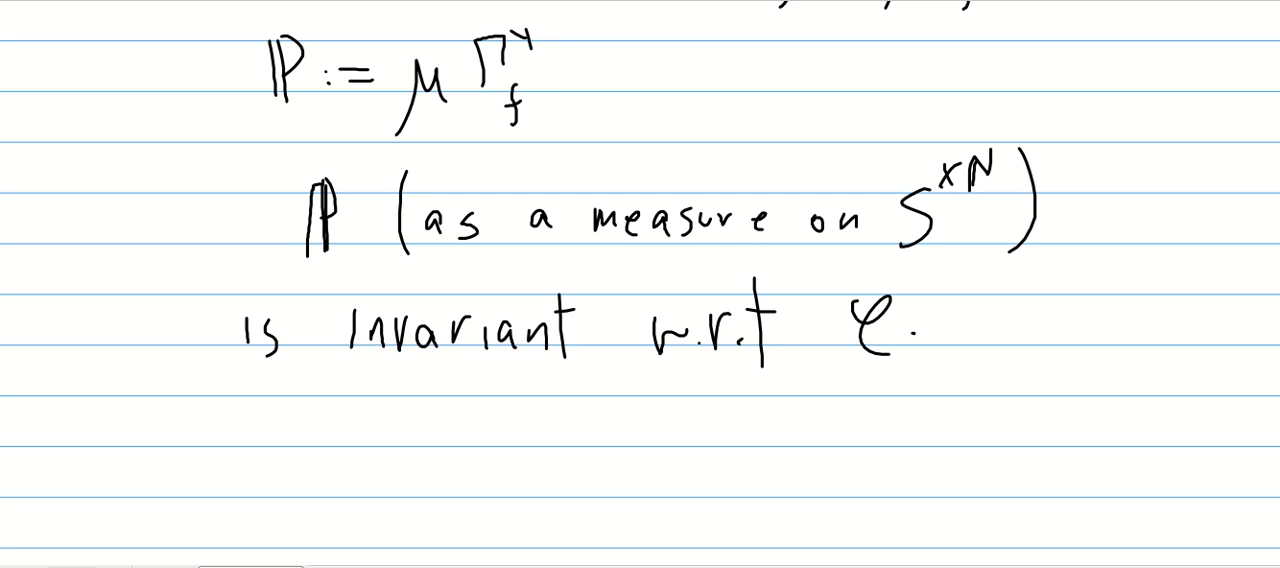 ℙ := μ Γ^γ_f
ℙ (as a measure on S^{×N})
is invariant w.r.t φ.